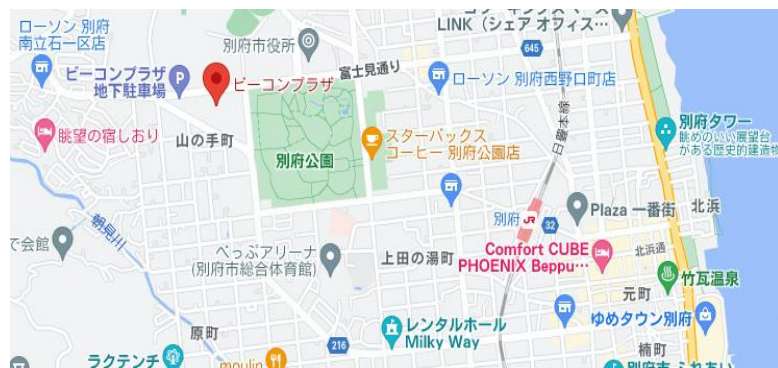 LINK（シェア オフィス…
ローソン 別府
南立石一区店
別府市役所
645
富士見通り
ビーコンプラザ
地下駐車場
P
ビーコンプラザ
ローソン 別府西野口町店
日豊本線
別府タワー
眺めのいい展望台
がある歴史的建造物
山の手町
眺望の宿しおり
スターバックス
コーヒー 別府公園店
別府公園
朝見川
別府
JR
32
Plaza 一番街
北浜
で会館
べっぷアリーナ
(別府市総合体育館)
上田の湯町
Comfort CUBE
PHOENIX Beppu…
北浜通
竹瓦温泉
元町
ゆめタウン別府
原町
216
レンタルホール
Milky Way
楠町
ラクテンチ
moulin